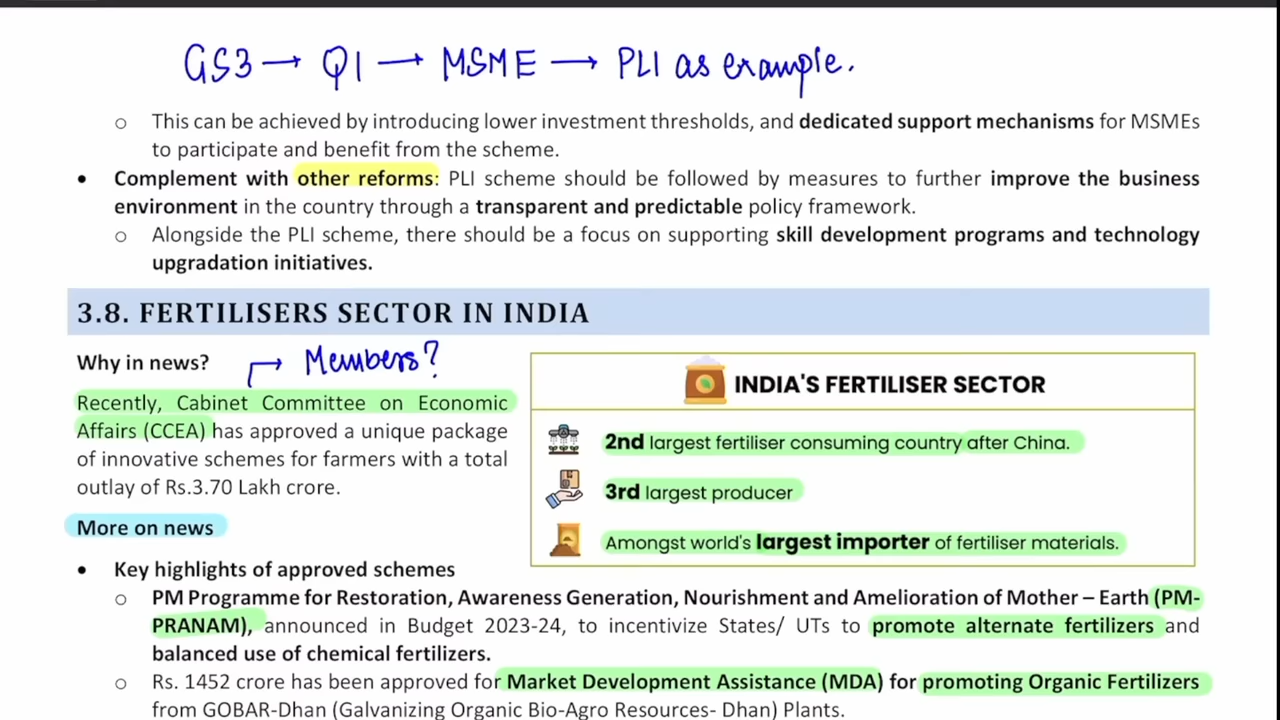 GS3 → Q1 → MSME → PLI as example.
○ This can be achieved by introducing lower investment thresholds, and dedicated support mechanisms for MSMEs
to participate and benefit from the scheme.
• Complement with other reforms: PLI scheme should be followed by measures to further improve the business
environment in the country through a transparent and predictable policy framework.
○ Alongside the PLI scheme, there should be a focus on supporting skill development programs and technology
upgradation initiatives.
3.8. FERTILISERS SECTOR IN INDIA
Why in news?
→ Members?
Recently, Cabinet Committee on Economic
Affairs (CCEA) has approved a unique package
of innovative schemes for farmers with a total
outlay of Rs.3.70 Lakh crore.
INDIA'S FERTILISER SECTOR
2nd largest fertiliser consuming country after China.
3rd largest producer
Amongst world's largest importer of fertiliser materials.
More on news
• Key highlights of approved schemes
○ PM Programme for Restoration, Awareness Generation, Nourishment and Amelioration of Mother – Earth (PM-
PRANAM), announced in Budget 2023-24, to incentivize States/ UTs to promote alternate fertilizers and
balanced use of chemical fertilizers.
○ Rs. 1452 crore has been approved for Market Development Assistance (MDA) for promoting Organic Fertilizers
from GOBAR-Dhan (Galvanizing Organic Bio-Agro Resources- Dhan) Plants.